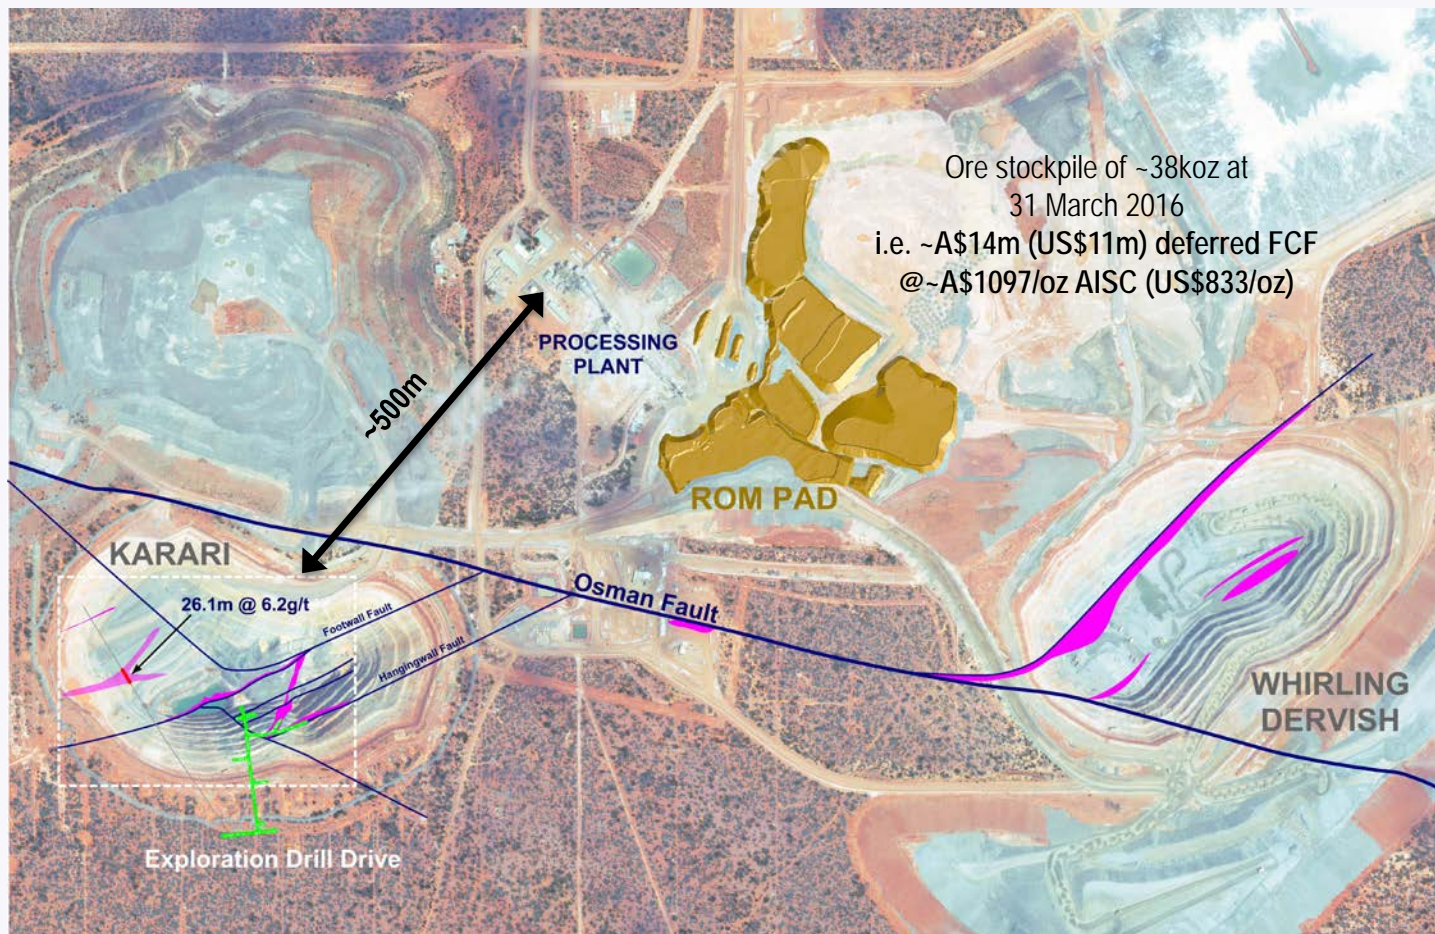 Ore stockpile of ~38koz at
31 March 2016
i.e. ~A$14m (US$11m) deferred FCF
@~A$1097/oz AISC (US$833/oz)
PROCESSING
PLANT
~500m
ROM PAD
KARARI
26.1m @ 6.2g/t
Footwall Fault
Hangingwall Fault
Osman Fault
WHIRLING
DERVISH
Exploration Drill Drive